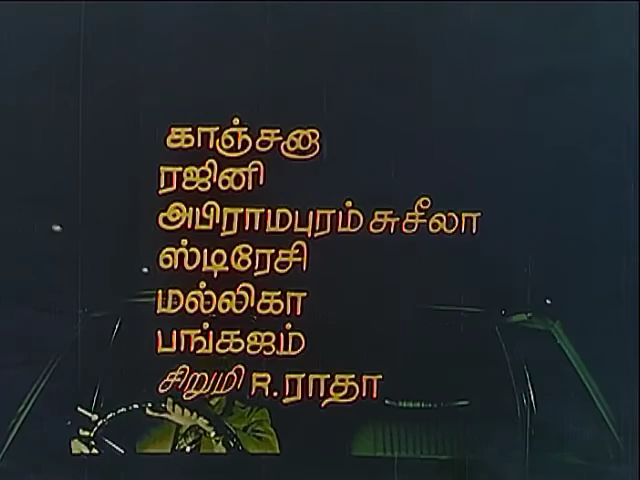 காஞ்சனா
ரஜினி
அபிராமபுரம் சுசீலா
ஸ்டிரேசி
மல்லிகா
பங்கஜம்
சிறுமி R. ராதா